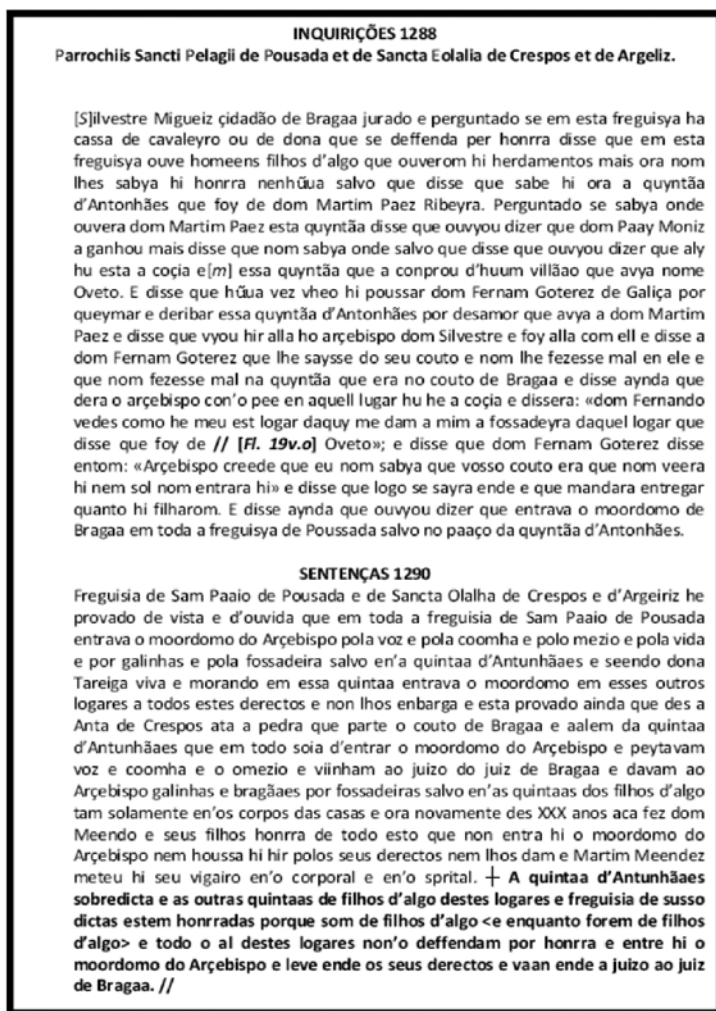 INQUIRIÇÕES 1288
Parrochiis Sancti Pelagii de Pousada et de Sancta Eolalia de Crespos et de Argeliz.
[S]ilvestre Migueiz çidadão de Bragaa jurado e perguntado se em esta freguisya ha
cassa de cavaleyro ou de dona que se deffenda per honrra disse que em esta
freguisya ouve homeens filhos d'algo que ouverom hi herdamentos mais ora nom
lhes sabya hi honrra nenhũua salvo que disse que sabe hi ora a quyntãa
d'Antonhães que foy de dom Martim Paez Ribeyra. Perguntado se sabya onde
ouvera dom Martim Paez esta quyntãa disse que ouvyou dizer que dom Paay Moniz
a ganhou mais disse que nom sabya onde salvo que disse que ouvyou dizer que aly
hu esta a coçia e[m] essa quyntãa que a conprou d'huum villãao que avya nome
Oveto. E disse que hũua vez vheo hi poussar dom Fernam Goterez de Galiça por
queymar e deribar essa quyntãa d'Antonhães por desamor que avya a dom Martim
Paez e disse que vyou hir alla ho arçebispo dom Silvestre e foy alla com ell e disse a
dom Fernam Goterez que lhe saysse do seu couto e nom lhe fezesse mal en ele e
que nom fezesse mal na quyntãa que era no couto de Bragaa e disse aynda que
dera o arçebispo con'o pee en aquell lugar hu he a coçia e dissera: «dom Fernando
vedes como he meu est logar daquy me dam a mim a fossadeyra daquel logar que
disse que foy de // [Fl. 19v.o] Oveto»; e disse que dom Fernam Goterez disse
entom: «Arçebispo creede que eu nom sabya que vosso couto era que nom veera
hi nem sol nom entrara hi» e disse que logo se sayra ende e que mandara entregar
quanto hi filharom. E disse aynda que ouvyou dizer que entrava o moordomo de
Bragaa em toda a freguisya de Poussada salvo no paaço da quyntãa d'Antonhães.
SENTENÇAS 1290
Freguisia de Sam Paaio de Pousada e de Sancta Olalha de Crespos e d'Argeiriz he
provado de vista e d'ouvida que em toda a freguisia de Sam Paaio de Pousada
entrava o moordomo do Arçebispo pola voz e pola coomha e polo mezio e pola vida
e por galinhas e pola fossadeira salvo en'a quintaa d'Antunhãaes e seendo dona
Tareiga viva e morando em essa quintaa entrava o moordomo em esses outros
logares a todos estes derectos e non lhos enbarga e esta provado ainda que des a
Anta de Crespos ata a pedra que parte o couto de Bragaa e aalem da quintaa
d'Antunhãaes que em todo soia d'entrar o moordomo do Arçebispo e peytavam
voz e coomha e o omezio e viinham ao juizo do juiz de Bragaa e davam ao
Arçebispo galinhas e bragãaes por fossadeiras salvo en'as quintaas dos filhos d'algo
tam solamente en'os corpos das casas e ora novamente des XXX anos aca fez dom
Meendo e seus filhos honrra de todo esto que non entra hi o moordomo do
Arçebispo nem houssa hi hir polos seus derectos nem lhos dam e Martim Meendez
meteu hi seu vigairo en'o corporal e en'o sprital. ┼ A quintaa d'Antunhãaes
sobredicta e as outras quintaas de filhos d'algo destes logares e freguisia de susso
dictas estem honrradas porque som de filhos d'algo <e enquanto forem de filhos
d'algo> e todo o al destes logares non'o deffendam por honrra e entre hi o
moordomo do Arçebispo e leve ende os seus derectos e vaan ende a juizo ao juiz
de Bragaa. //